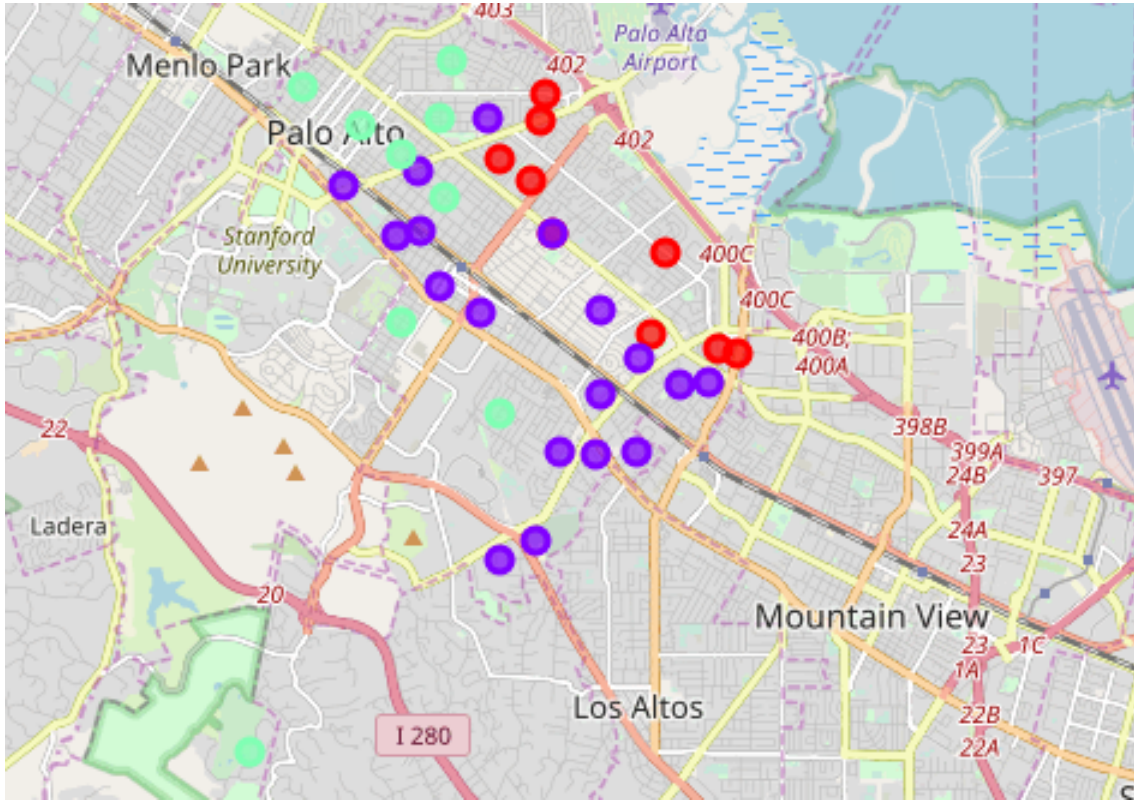 403
Palo Alto
Airport
402
Menlo Park
Palo Alto
402
Stanford
University
400C
400C
400B;
400A
22
398B
399A
24B
397
Ladera
24A
23
20
Mountain View
23
1C
1A
Los Altos
22B
I 280
22A
S